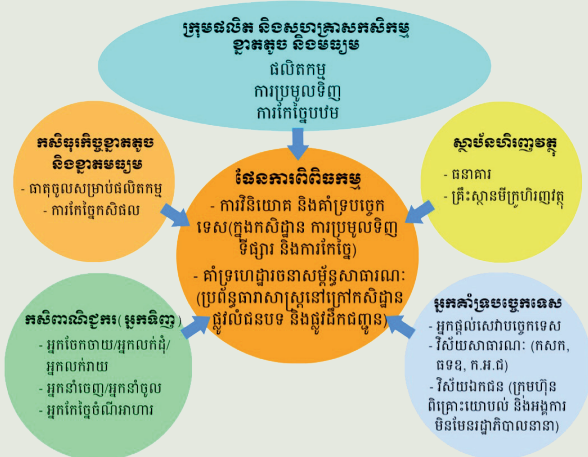 ក្រុមផលិត និងសហគ្រាសកសិកម្ម
ខ្នាតតូច និងមធ្យម
ផលិតកម្ម
ការប្រមូលទិញ
ការកែច្នៃបឋម
កសិធុរកិច្ចខ្នាតតូច
និងខ្នាតមធ្យម
- ធាតុចូលសម្រាប់ផលិតកម្ម
- ការកែច្នៃកសិផល
ស្ថាប័នហិរញវត្ថុ
- ធនាគារ
- គ្រឹះស្ថានមីក្រូហិរញវត្ថុ
ផែនការពិពិធកម្ម
- ការវិនិយោគ និងគាំទ្របច្ចេក
ទេស(ក្នុងកសិដ្ឋាន ការប្រមូលទិញ
ទីផ្សារ និងការកែច្នៃ)
- គាំទ្រហេដ្ឋារចនាសម្ព័ន្ធសាធារណៈ
(ប្រព័ន្ធធារាសាស្ត្រនៅក្រៅកសិដ្ឋាន
ផ្លូវលំជនបទ និងផ្លូវដឹកជញ្ជូន)
កសិពាណិជ្ជករ(អ្នកទិញ)
- អ្នកចែកចាយ/អ្នកលក់ដុំ/
អ្នកលក់រាយ
- អ្នកនាំចេញ/អ្នកនាំចូល
- អ្នកកែច្នៃចំណីអាហារ
អ្នកគាំទ្របច្ចេកទេស
- អ្នកផ្តល់សេវាបច្ចេកទេស
- វិស័យសាធារណៈ (កសក,
ធទឧ, ក.អ.ជ)
- វិស័យឯកជន (ក្រុមហ៊ុន
ពិគ្រោះយោបល់ និងអង្គការ
មិនមែនរដ្ឋាភិបាលនានា)